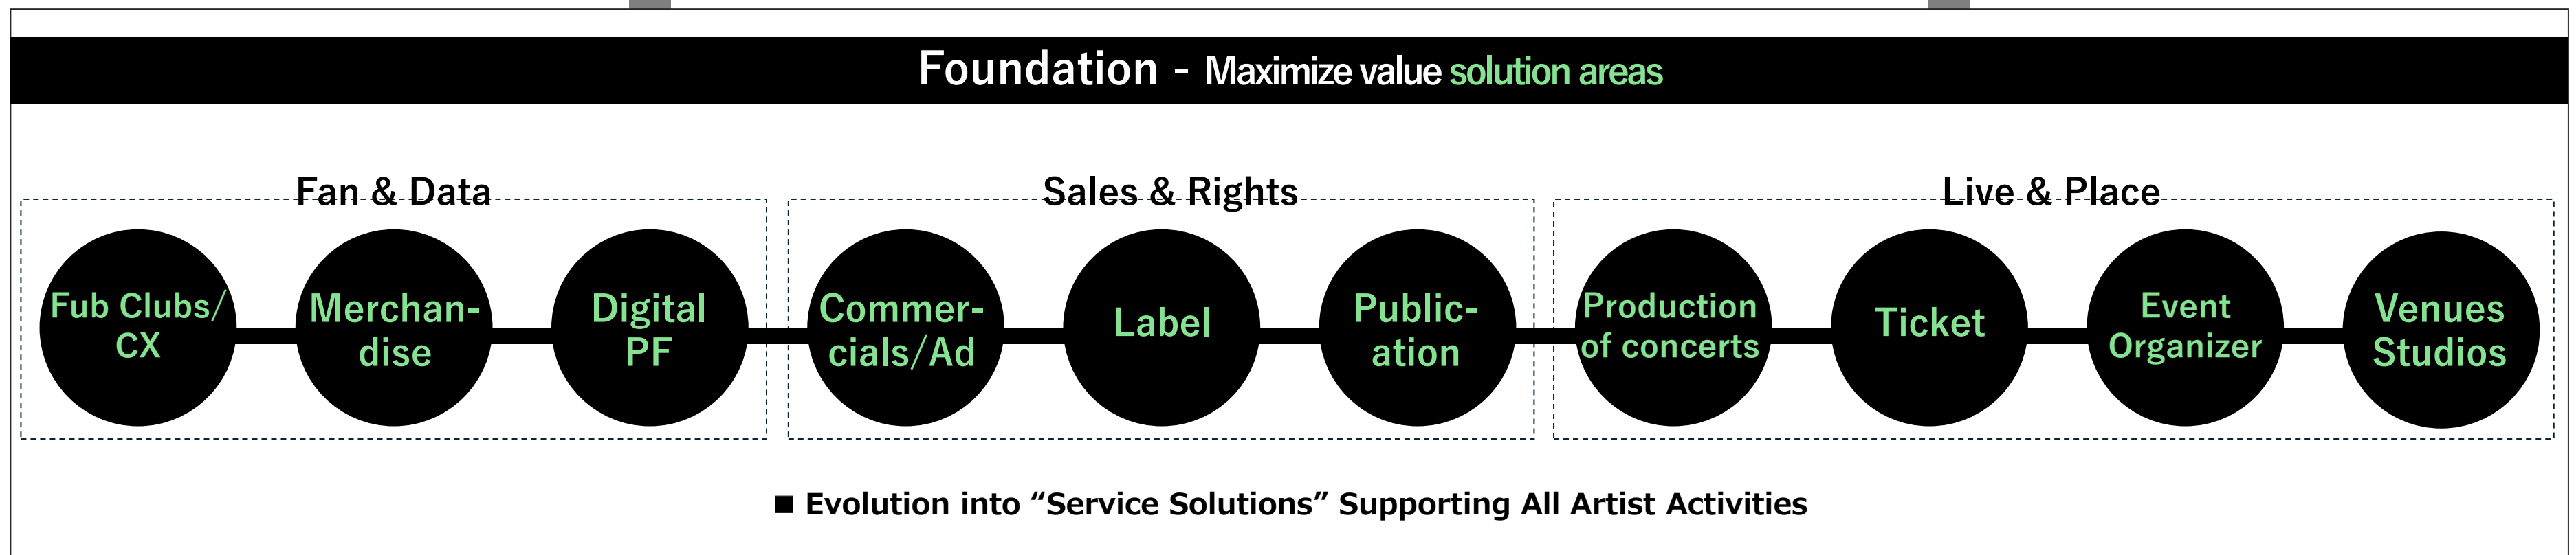 Foundation - Maximize value solution areas
Fan & Data
Fub Clubs/
CX
Merchan-
dise
Digital
PF
Sales & Rights
Commer-
cials/Ad
Label
Public-
ation
Live & Place
Production
of concerts
Ticket
Event
Organizer
Venues
Studios
■ Evolution into “Service Solutions” Supporting All Artist Activities